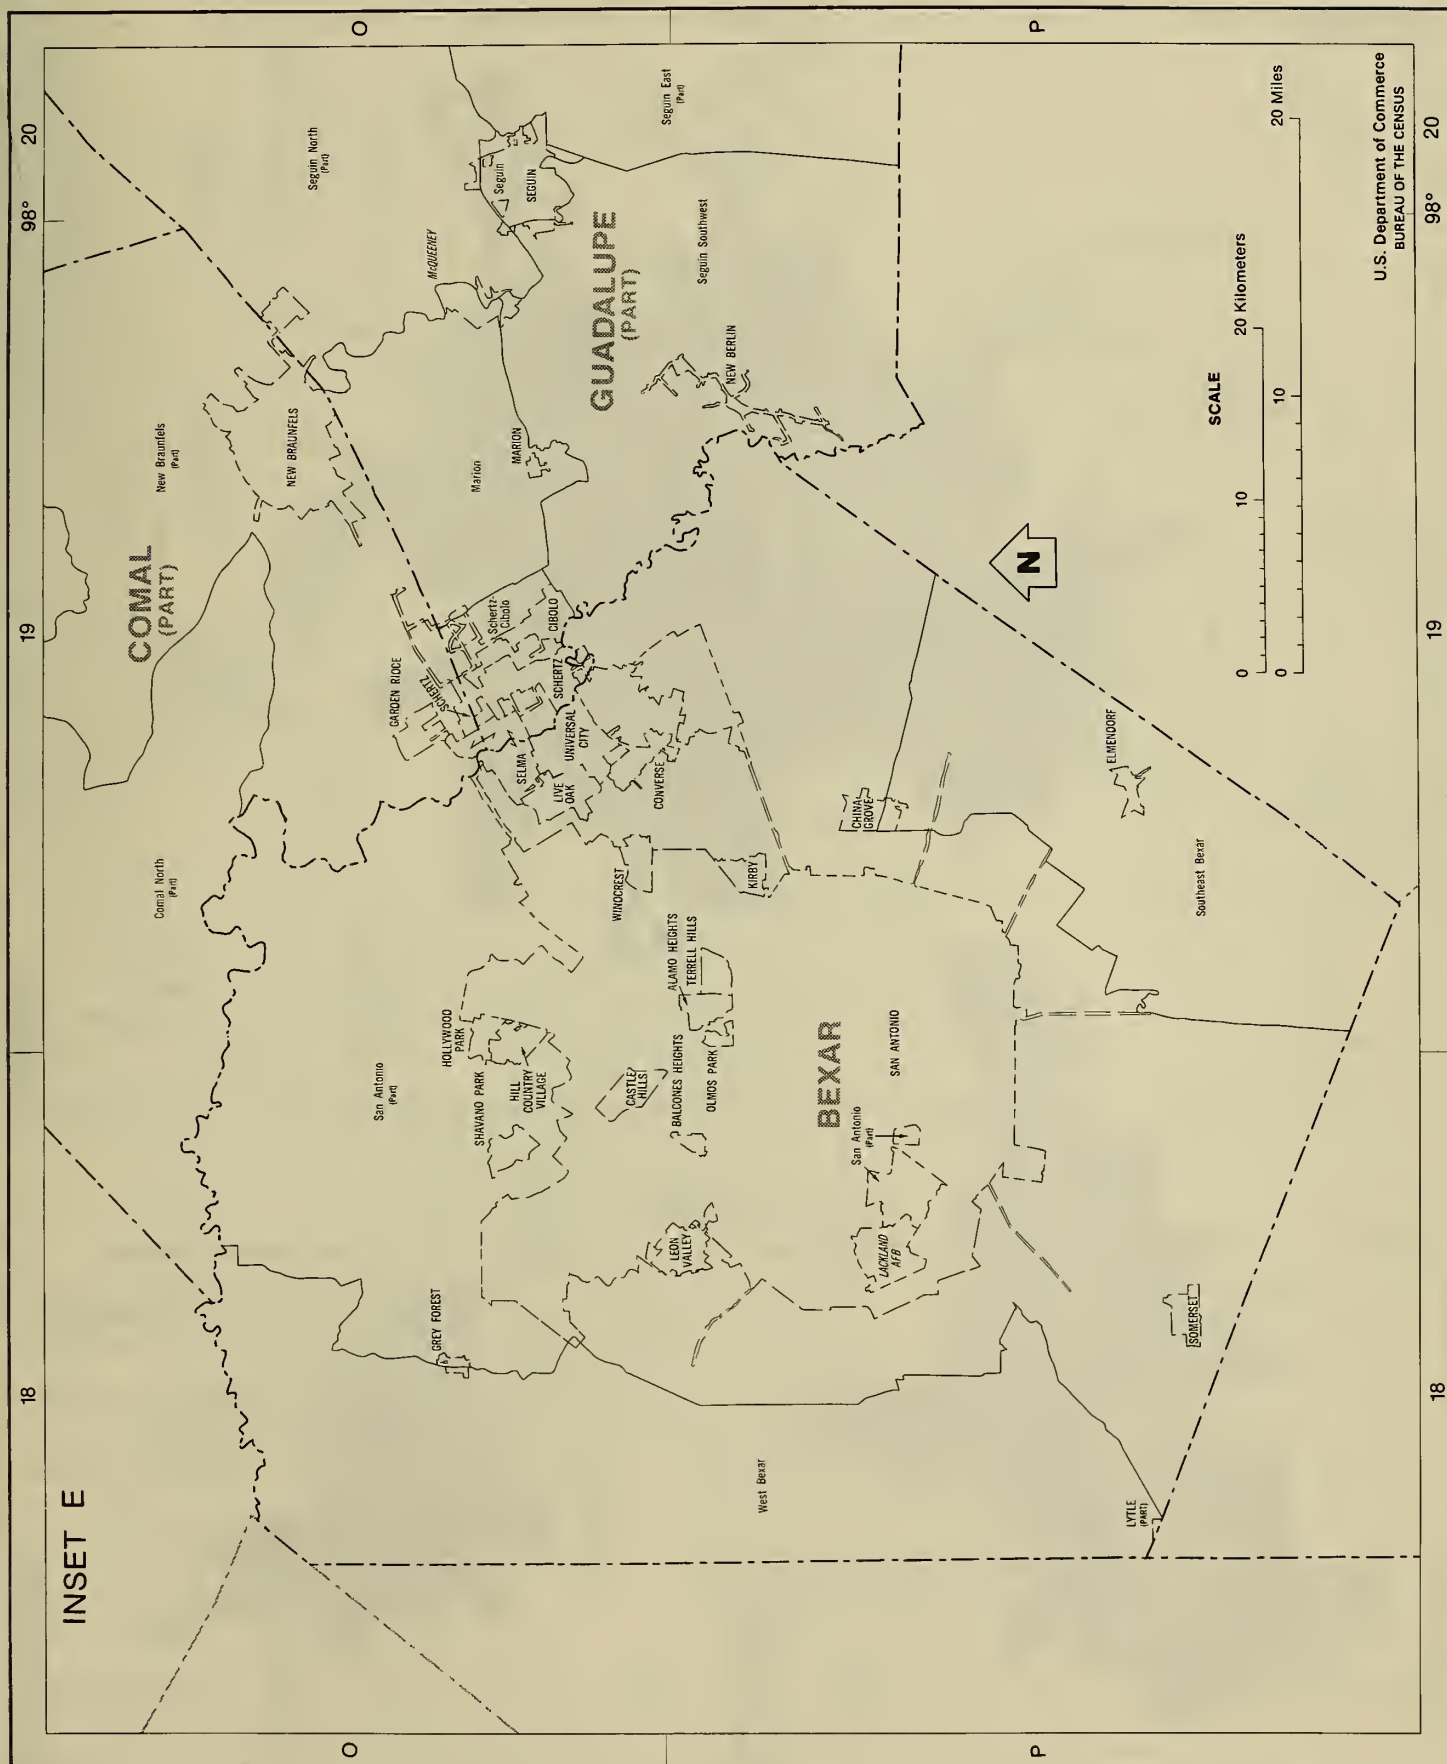 18
19
98°
20
INSET E
COMAL
(PART)
New Braunfels
(Part)
Comal North
(Part)
Seguin North
(Part)
NEW BRAUNFELS
O
O
San Antonio
(Part)
GARDEN RIDGE
SCHERTZ
McQUEENEY
GREY FOREST
HOLLYWOOD
PARK
SHAVANO PARK
HILL
COUNTRY
VILLAGE
Marion
MARION
Schertz-
Cibolo
CIBOLO
SCHERTZ
SELMA
UNIVERSAL
CITY
LIVE
OAK
Seguin
SEGUIN
GUADALUPE
(PART)
WINDCREST
CONVERSE
CASTLE
HILLS
Seguin East
(Part)
ALAMO HEIGHTS
TERRELL HILLS
BALCONES HEIGHTS
OLMOS PARK
LEON
VALLEY
Seguin Southwest
NEW BERLIN
KIRBY
West Bexar
BEXAR
SAN ANTONIO
San Antonio
(Part)
LACKLAND
AFB
CHINA
GROVE
N
P
P
ELMENDORF
LYTLE
(PART)
SOMERSET
Southeast Bexar
SCALE
0
10
20 Kilometers
0
10
20 Miles
U.S. Department of Commerce
BUREAU OF THE CENSUS
18
19
98°
20